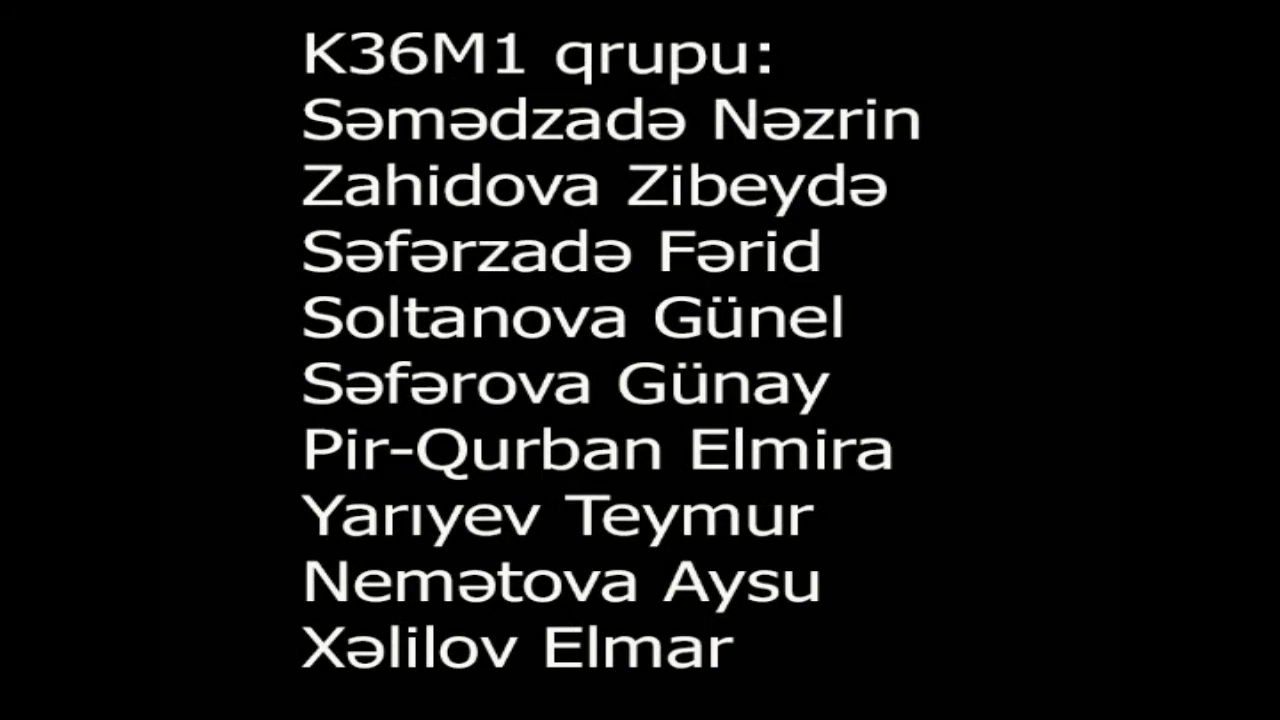 K36M1 qrupu:
Səmədzadə Nəzrin
Zahidova Zibeydə
Səfərzadə Fərid
Soltanova Günel
Səfərova Günay
Pir-Qurban Elmira
Yarıyev Teymur
Nemətova Aysu
Xəlilov Elmar